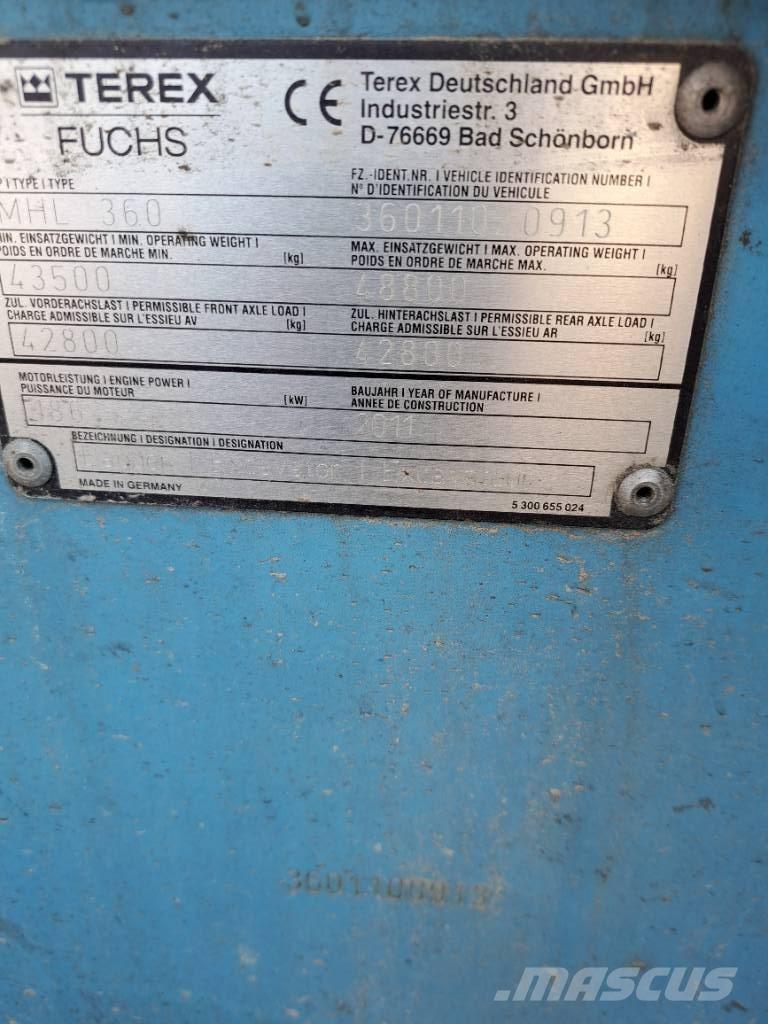 TEREX
FUCHS
CE
Terex Deutschland GmbH
Industriestr. 3
D-76669 Bad Schönborn
I TYPE I TYPE
MHL 360
FZ.-IDENT.NR. I VEHICLE IDENTIFICATION NUMBER I
N° D'IDENTIFICATION DU VEHICULE
360110 0913
MIN. EINSATZGEWICHT I MIN. OPERATING WEIGHT I
POIDS EN ORDRE DE MARCHE MIN. [kg]
43500
MAX. EINSATZGEWICHT I MAX. OPERATING WEIGHT I
POIDS EN ORDRE DE MARCHE MAX. [kg]
48800
ZUL. VORDERACHSLAST I PERMISSIBLE FRONT AXLE LOAD I
CHARGE ADMISSIBLE SUR L'ESSIEU AV [kg]
42800
ZUL. HINTERACHSLAST I PERMISSIBLE REAR AXLE LOAD I
CHARGE ADMISSIBLE SUR L'ESSIEU AR [kg]
42800
MOTORLEISTUNG I ENGINE POWER I
PUISSANCE DU MOTEUR [kW]
BAUJAHR I YEAR OF MANUFACTURE I
ANNEE DE CONSTRUCTION
2011
BEZEICHNUNG I DESIGNATION I DESIGNATION
MADE IN GERMANY
5 300 655 024
3601100913
MASCUS